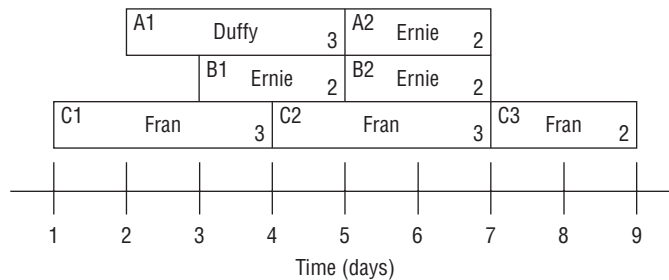 A1 Duffy 3 A2 Ernie 2
B1 Ernie 2 B2 Ernie 2
C1 Fran 3 C2 Fran 3 C3 Fran 2
1 2 3 4 5 6 7 8 9
Time (days)